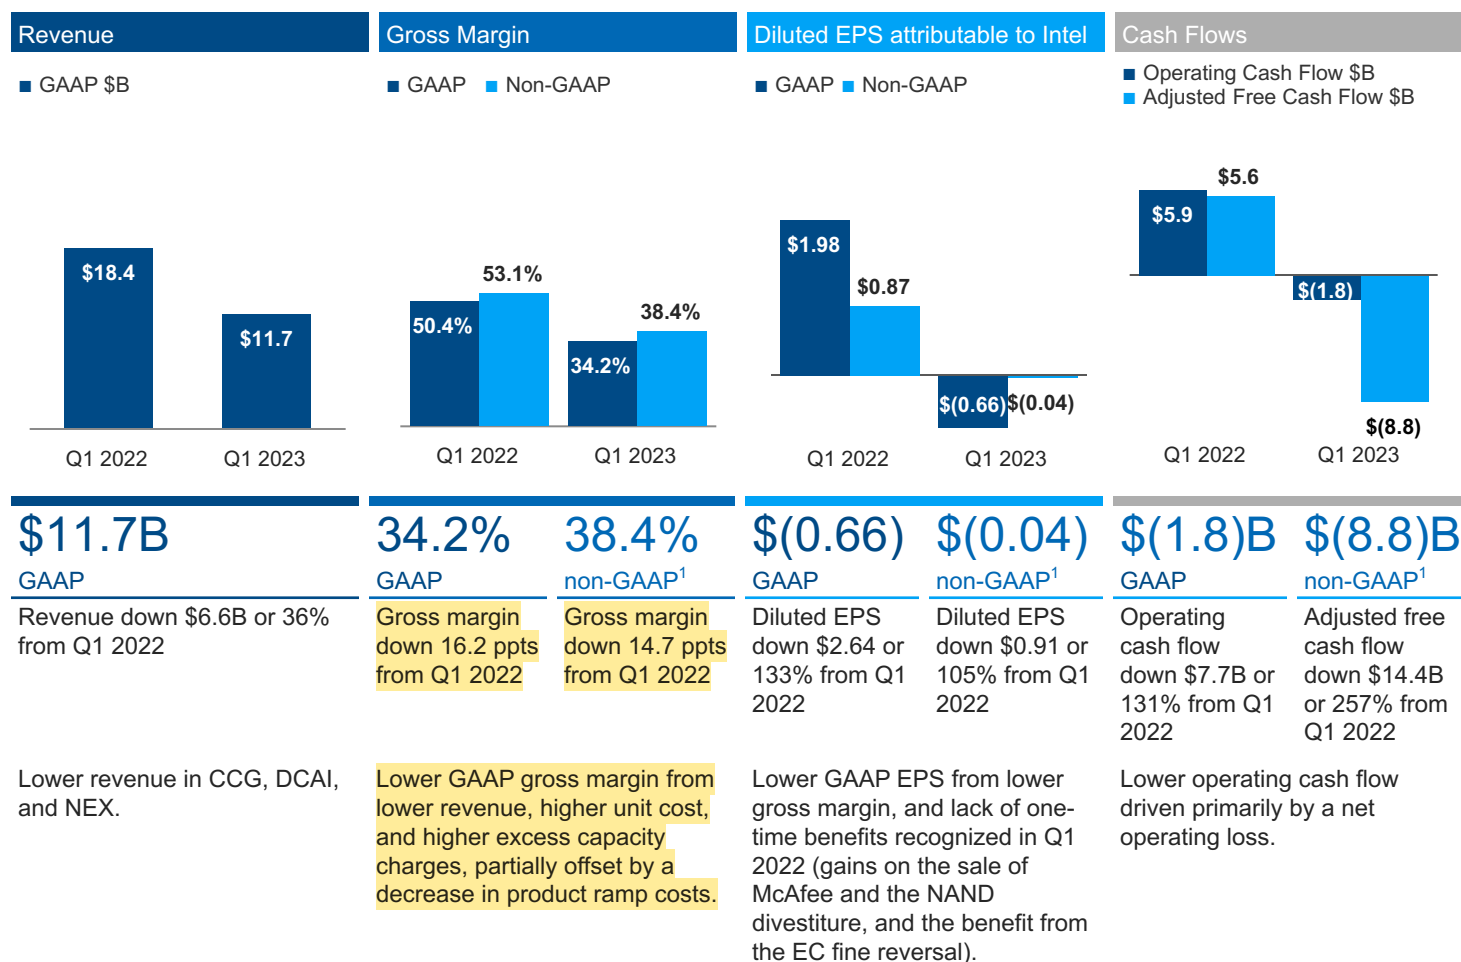 Revenue
GAAP $B
$18.4
$11.7
Q1 2022
Q1 2023
Gross Margin
GAAP
Non-GAAP
50.4%
53.1%
34.2%
38.4%
Q1 2022
Q1 2023
Diluted EPS attributable to Intel
GAAP
Non-GAAP
$1.98
$0.87
$(0.66)
$(0.04)
Q1 2022
Q1 2023
Cash Flows
Operating Cash Flow $B
Adjusted Free Cash Flow $B
$5.9
$5.6
$(1.8)
$(8.8)
Q1 2022
Q1 2023
$11.7B
GAAP
Revenue down $6.6B or 36%
from Q1 2022
Lower revenue in CCG, DCAI,
and NEX.
34.2%
GAAP
Gross margin
down 16.2 ppts
from Q1 2022
38.4%
non-GAAP¹
Gross margin
down 14.7 ppts
from Q1 2022
Lower GAAP gross margin from
lower revenue, higher unit cost,
and higher excess capacity
charges, partially offset by a
decrease in product ramp costs.
$(0.66)
GAAP
Diluted EPS
down $2.64 or
133% from Q1
2022
$(0.04)
non-GAAP¹
Diluted EPS
down $0.91 or
105% from Q1
2022
Lower GAAP EPS from lower
gross margin, and lack of one-
time benefits recognized in Q1
2022 (gains on the sale of
McAfee and the NAND
divestiture, and the benefit from
the EC fine reversal).
$(1.8)B
GAAP
Operating
cash flow
down $7.7B or
131% from Q1
2022
$(8.8)B
non-GAAP¹
Adjusted free
cash flow
down $14.4B
or 257% from
Q1 2022
Lower operating cash flow
driven primarily by a net
operating loss.